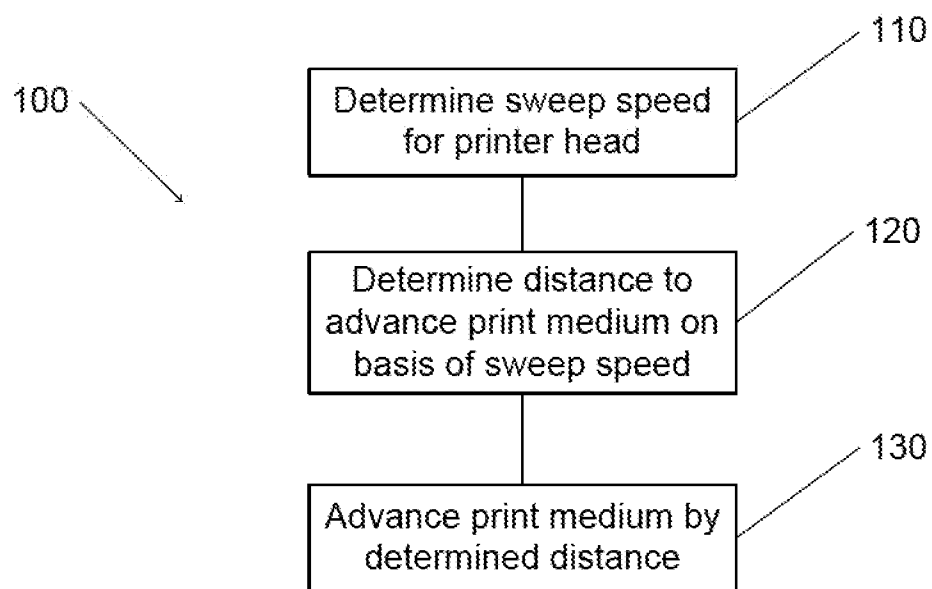 110
100
Determine sweep speed
for printer head
120
Determine distance to
advance print medium on
basis of sweep speed
130
Advance print medium by
determined distance